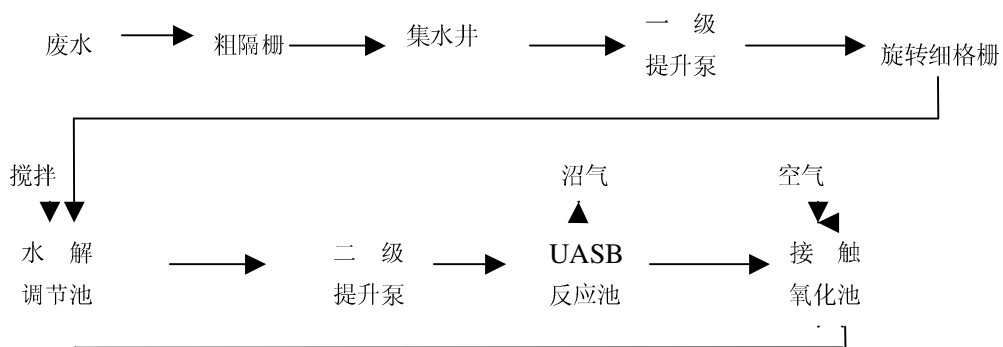 废水 粗隔栅 集水井 一 级 提升泵 旋转细格栅
搅拌 沼气 空气
水 解 二 级 UASB 接 触
调节池 提升泵 反应池 氧化池